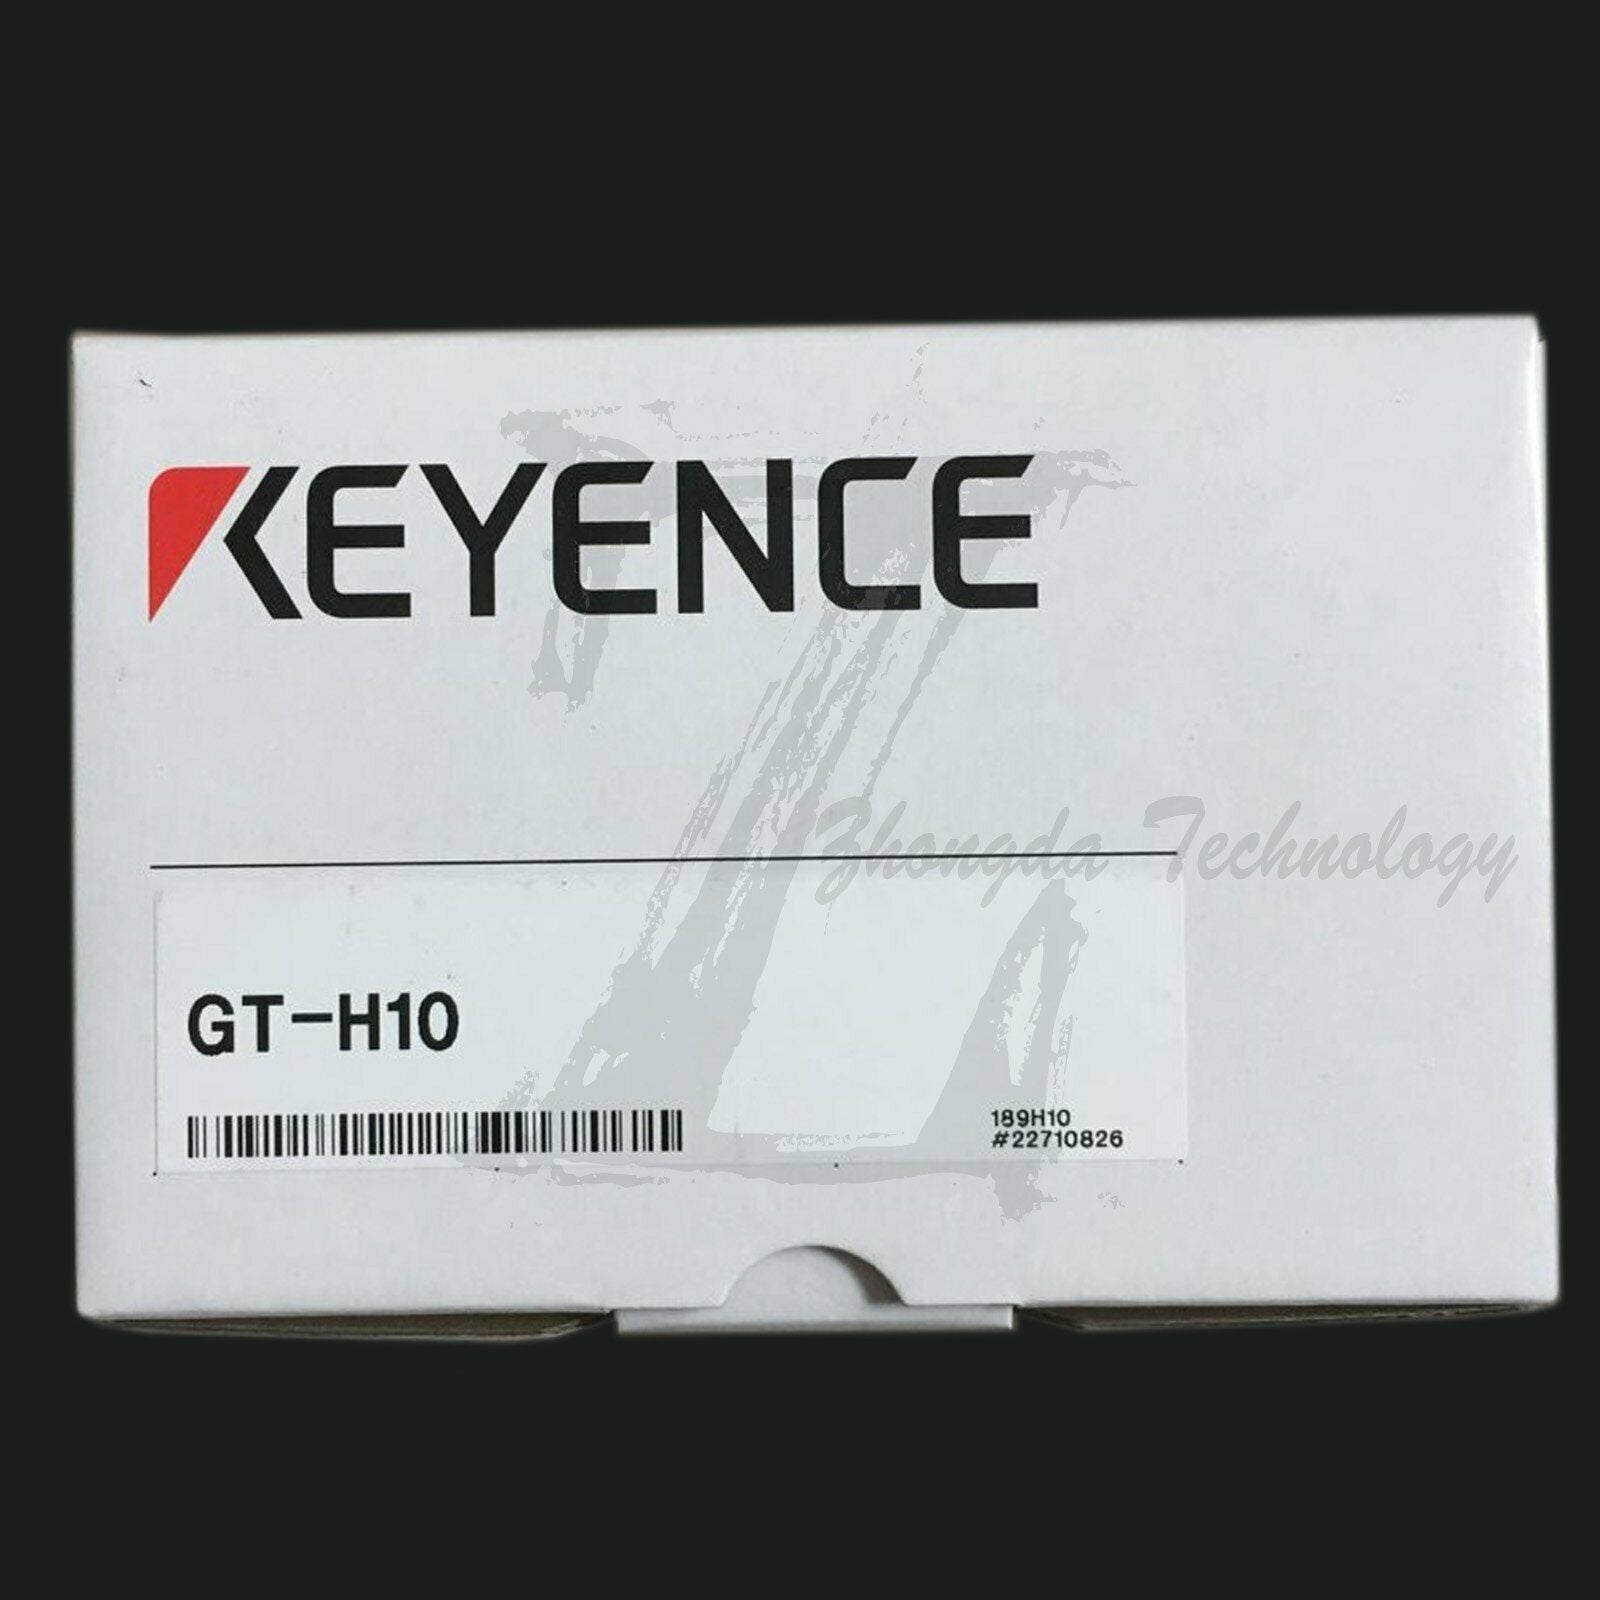 KEYENCE
Zhongda Technology
GT-H10
189H10
#22710826